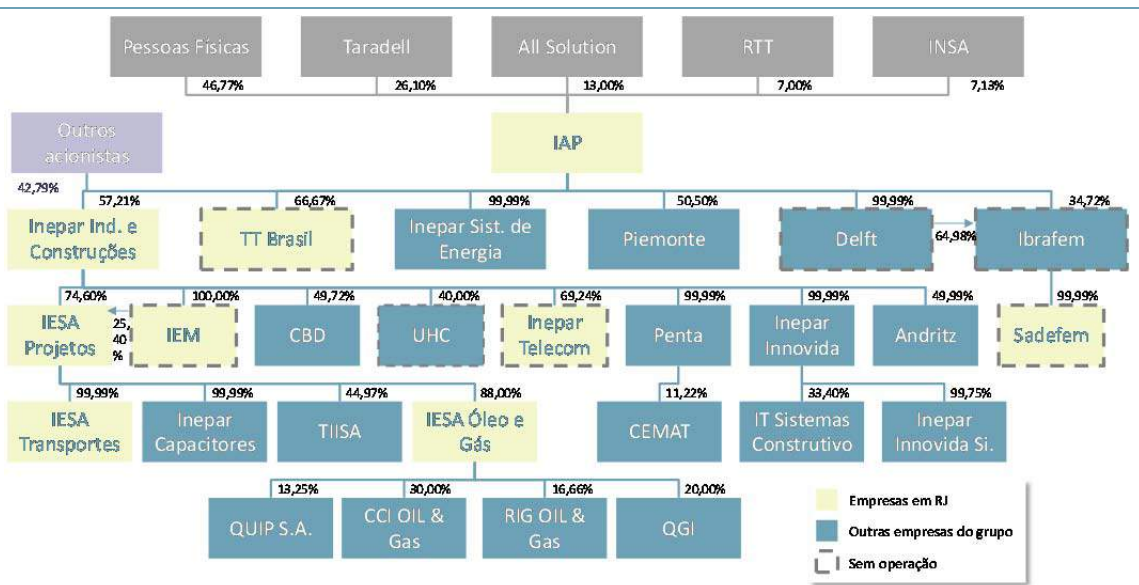 Pessoas Físicas
Taradell
All Solution
RTT
INSA
46,77%
26,10%
13,00%
7,00%
7,13%
Outros
acionistas
IAP
42,79%
57,21%
66,67%
99,99%
50,50%
99,99%
34,72%
Inepar Ind. e
Construções
TT Brasil
Inepar Sist. de
Energia
Piemonte
Delft
64,98%
Ibrafem
74,60%
100,00%
49,72%
40,00%
69,24%
99,99%
99,99%
49,99%
99,99%
IESA
Projetos
25,
40
%
IEM
CBD
UHC
Inepar
Telecom
Penta
Inepar
Innovida
Andritz
Sadefem
99,99%
99,99%
44,97%
88,00%
11,22%
33,40%
99,75%
IESA
Transportes
Inepar
Capacitores
TIISA
IESA Óleo e
Gás
CEMAT
IT Sistemas
Construtivo
Inepar
Innovida Si.
13,25%
30,00%
16,66%
20,00%
QUIP S.A.
CCI OIL &
Gas
RIG OIL &
Gas
QGI
Empresas em RJ
Outras empresas do grupo
Sem operação